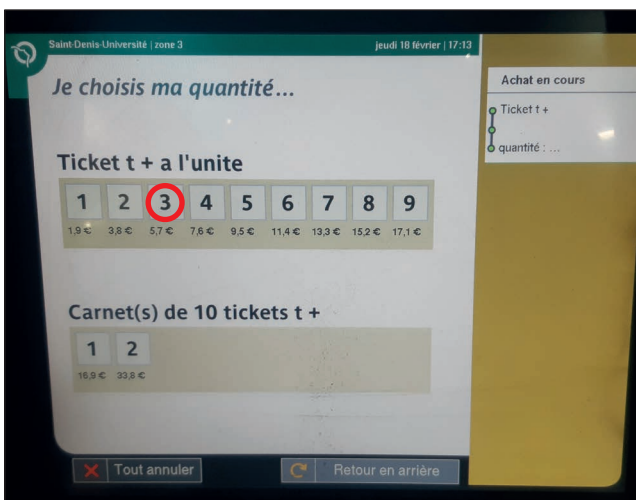 Saint-Denis-Université | zone 3
jeudi 18 février | 17:13
Je choisis ma quantité...
Achat en cours
Ticket t +
quantité : ...
Ticket t + a l'unite
1 2 3 4 5 6 7 8 9
1,9 € 3,8 € 5,7 € 7,6 € 9,5 € 11,4 € 13,3 € 15,2 € 17,1 €
Carnet(s) de 10 tickets t +
1 2
16,9 € 33,8 €
Tout annuler
Retour en arrière